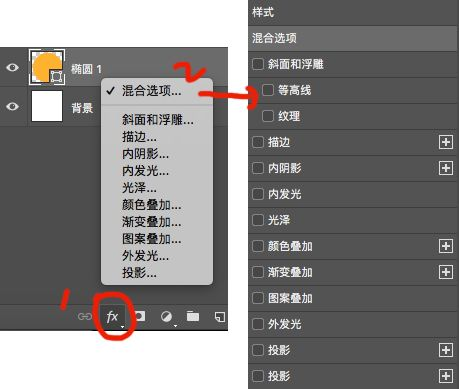 椭圆 1
背景
混合选项...
斜面和浮雕...
描边...
内阴影...
内发光...
光泽...
颜色叠加...
渐变叠加...
图案叠加...
外发光...
投影...
fx
1
2
样式
混合选项
斜面和浮雕
等高线
纹理
描边
内阴影
内发光
光泽
颜色叠加
渐变叠加
图案叠加
外发光
投影
投影